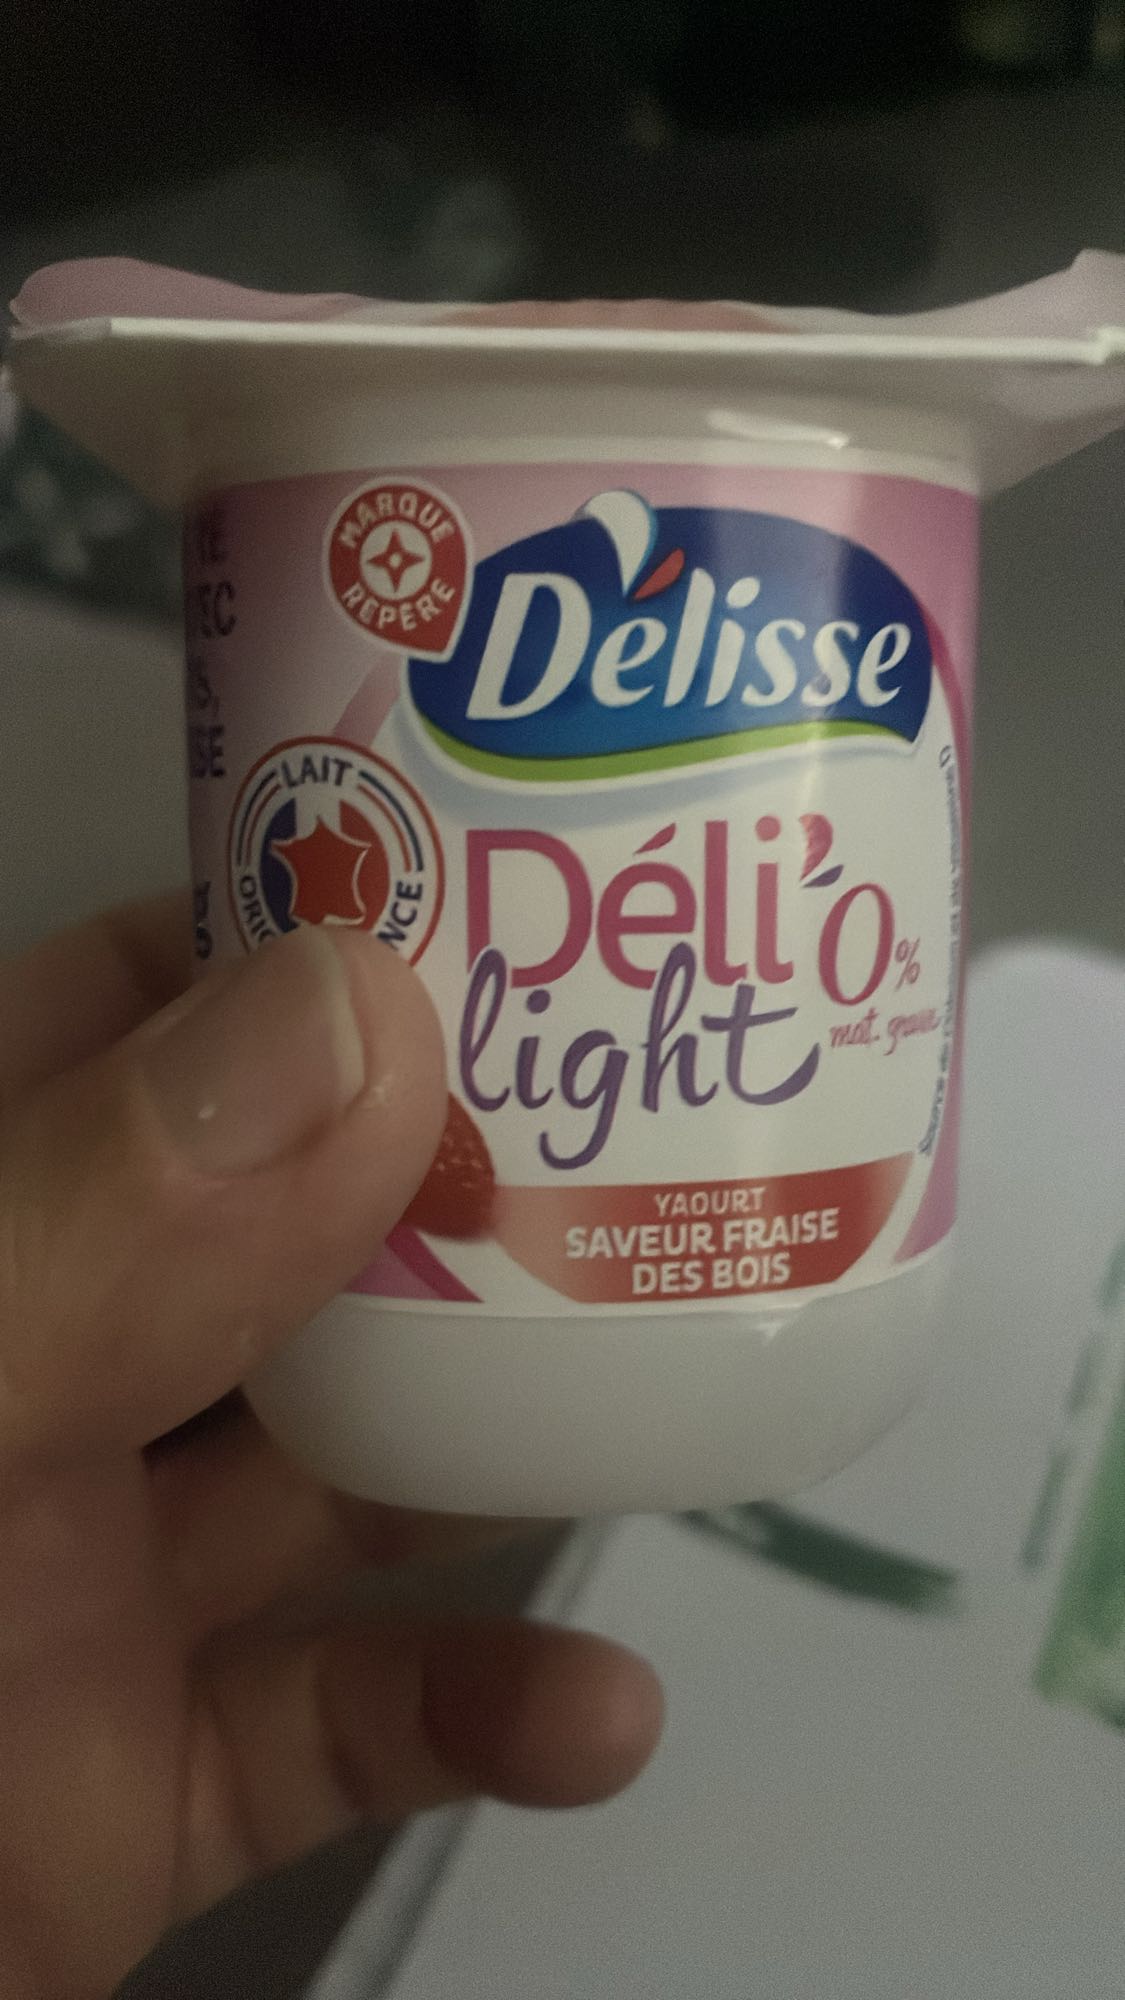 MARQUE
REPÈRE
Délisse
LAIT
Déli'
light
0%
mat. grasse
YAOURT
SAVEUR FRAISE
DES BOIS